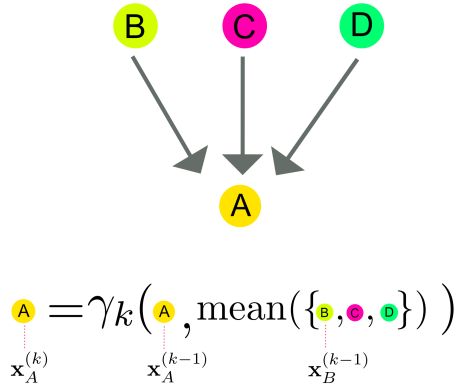 B C D
A
A = γₖ( A , mean({ B , C , D }) )
x_A^(k) x_A^(k−1) x_B^(k−1)